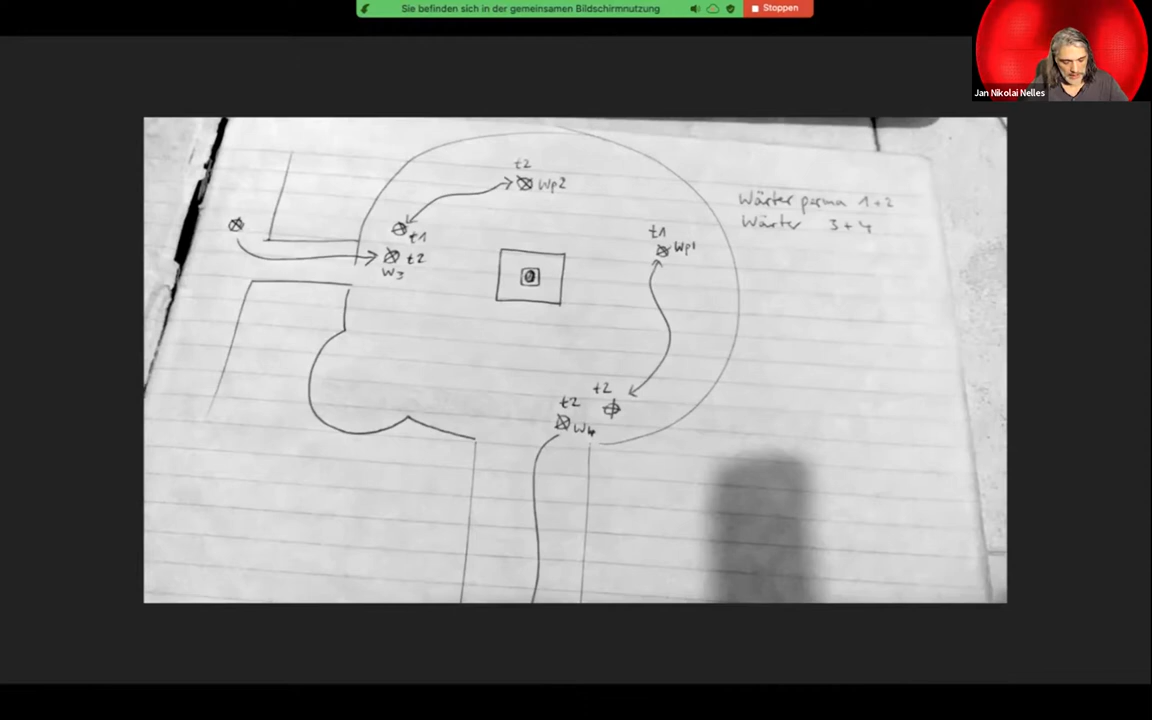 Sie befinden sich in der gemeinsamen Bildschirmnutzung
Stoppen
Jan Nikolai Nelles
t2
Wp2
Wärter perma 1+2
Wärter 3+4
t1
t1
Wp1
t2
W3
t2
t2
W4